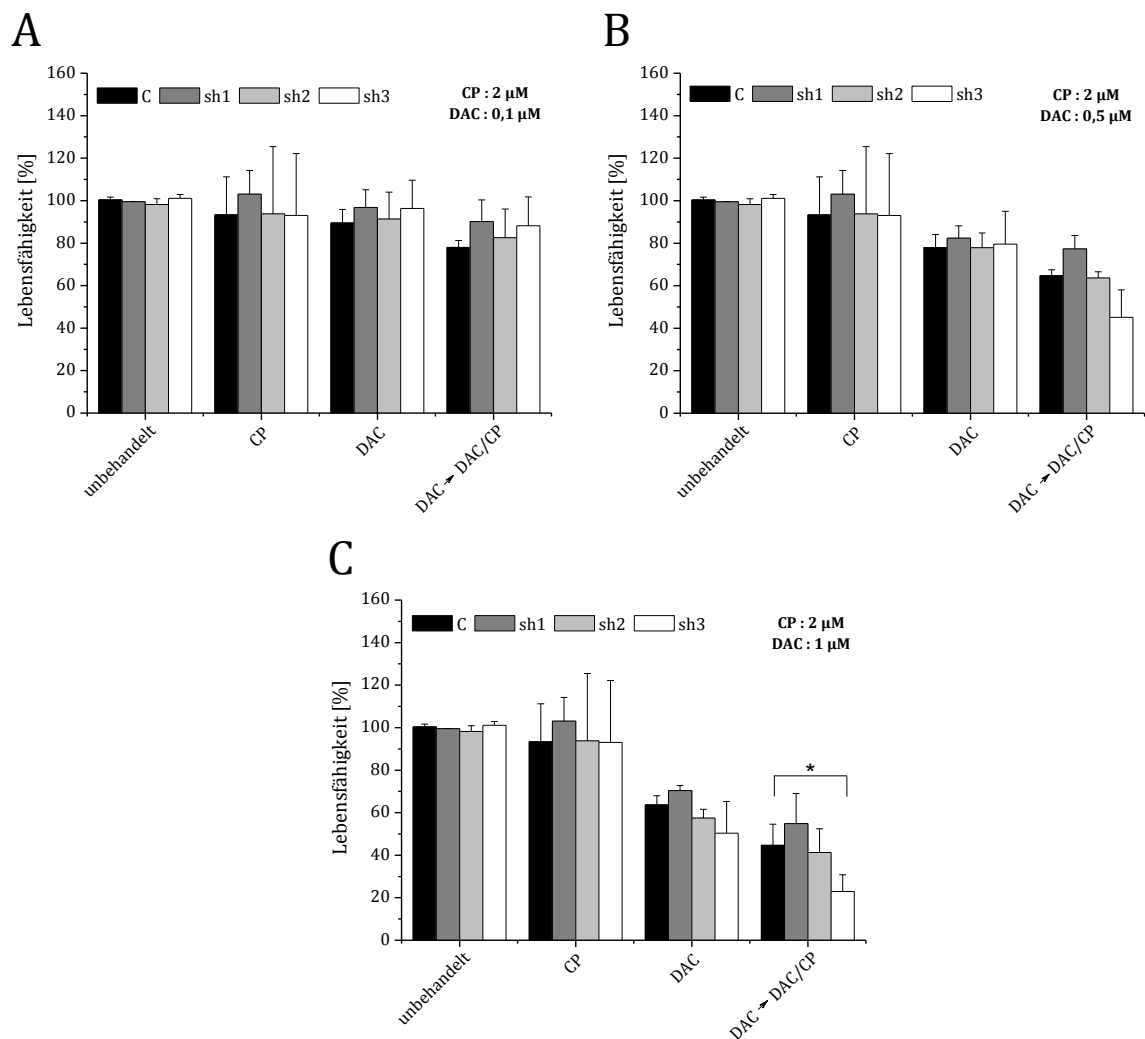 A
160
140
120
100
80
60
40
20
0
Lebensfähigkeit [%]
C sh1 sh2 sh3
CP : 2 µM
DAC : 0,1 µM
unbehandelt
CP
DAC
DAC → DAC/CP
B
160
140
120
100
80
60
40
20
0
Lebensfähigkeit [%]
C sh1 sh2 sh3
CP : 2 µM
DAC : 0,5 µM
unbehandelt
CP
DAC
DAC → DAC/CP
C
160
140
120
100
80
60
40
20
0
Lebensfähigkeit [%]
C sh1 sh2 sh3
CP : 2 µM
DAC : 1 µM
*
unbehandelt
CP
DAC
DAC → DAC/CP